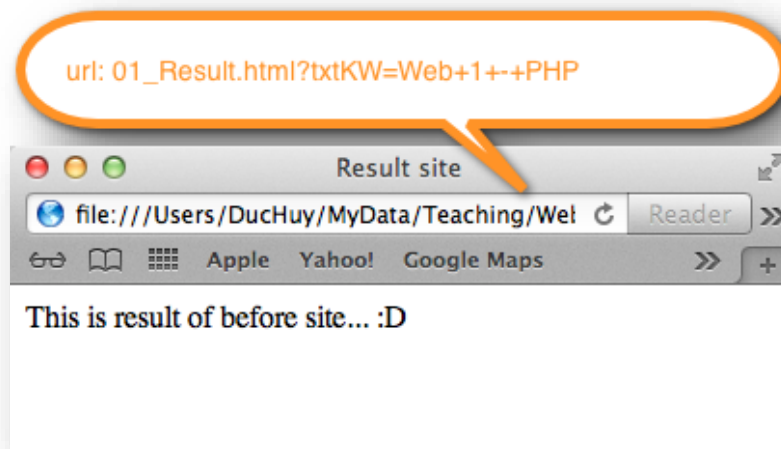 url: 01_Result.html?txtKW=Web+1+-+PHP
Result site
file:///Users/DucHuy/MyData/Teaching/Web Reader
Apple Yahoo! Google Maps
This is result of before site... :D